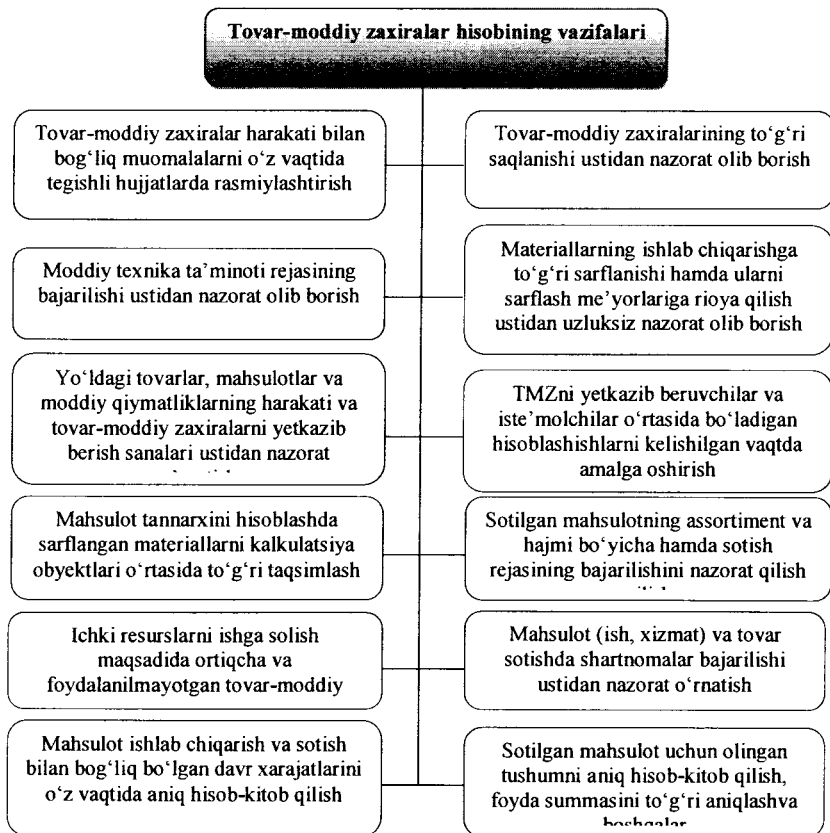 Tovar-moddiy zaxiralar hisobining vazifalari
Tovar-moddiy zaxiralar harakati bilan
bog‘liq muomalalarni o‘z vaqtida
tegishli hujjatlarda rasmiylashtirish
Tovar-moddiy zaxiralarining to‘g‘ri
saqlanishi ustidan nazorat olib borish
Moddiy texnika ta’minoti rejasining
bajarilishi ustidan nazorat olib borish
Materiallarning ishlab chiqarishga
to‘g‘ri sarflanishi hamda ularni
sarflash me’yorlariga rioya qilish
ustidan uzluksiz nazorat olib borish
Yo‘ldagi tovarlar, mahsulotlar va
moddiy qiymatliklarning harakati va
tovar-moddiy zaxiralarni yetkazib
berish sanalari ustidan nazorat
TMZni yetkazib beruvchilar va
iste’molchilar o‘rtasida bo‘ladigan
hisoblashishlarni kelishilgan vaqtda
amalga oshirish
Mahsulot tannarxini hisoblashda
sarflangan materiallarni kalkulatsiya
obyektlari o‘rtasida to‘g‘ri taqsimlash
Sotilgan mahsulotning assortiment va
hajmi bo‘yicha hamda sotish
rejasining bajarilishini nazorat qilish
Ichki resurslarni ishga solish
maqsadida ortiqcha va
foydalanilmayotgan tovar-moddiy
Mahsulot (ish, xizmat) va tovar
sotishda shartnomalar bajarilishi
ustidan nazorat o‘rnatish
Mahsulot ishlab chiqarish va sotish
bilan bog‘liq bo‘lgan davr xarajatlarini
o‘z vaqtida aniq hisob-kitob qilish
Sotilgan mahsulot uchun olingan
tushumni aniq hisob-kitob qilish,
foyda summasini to‘g‘ri aniqlashva
boshqalar